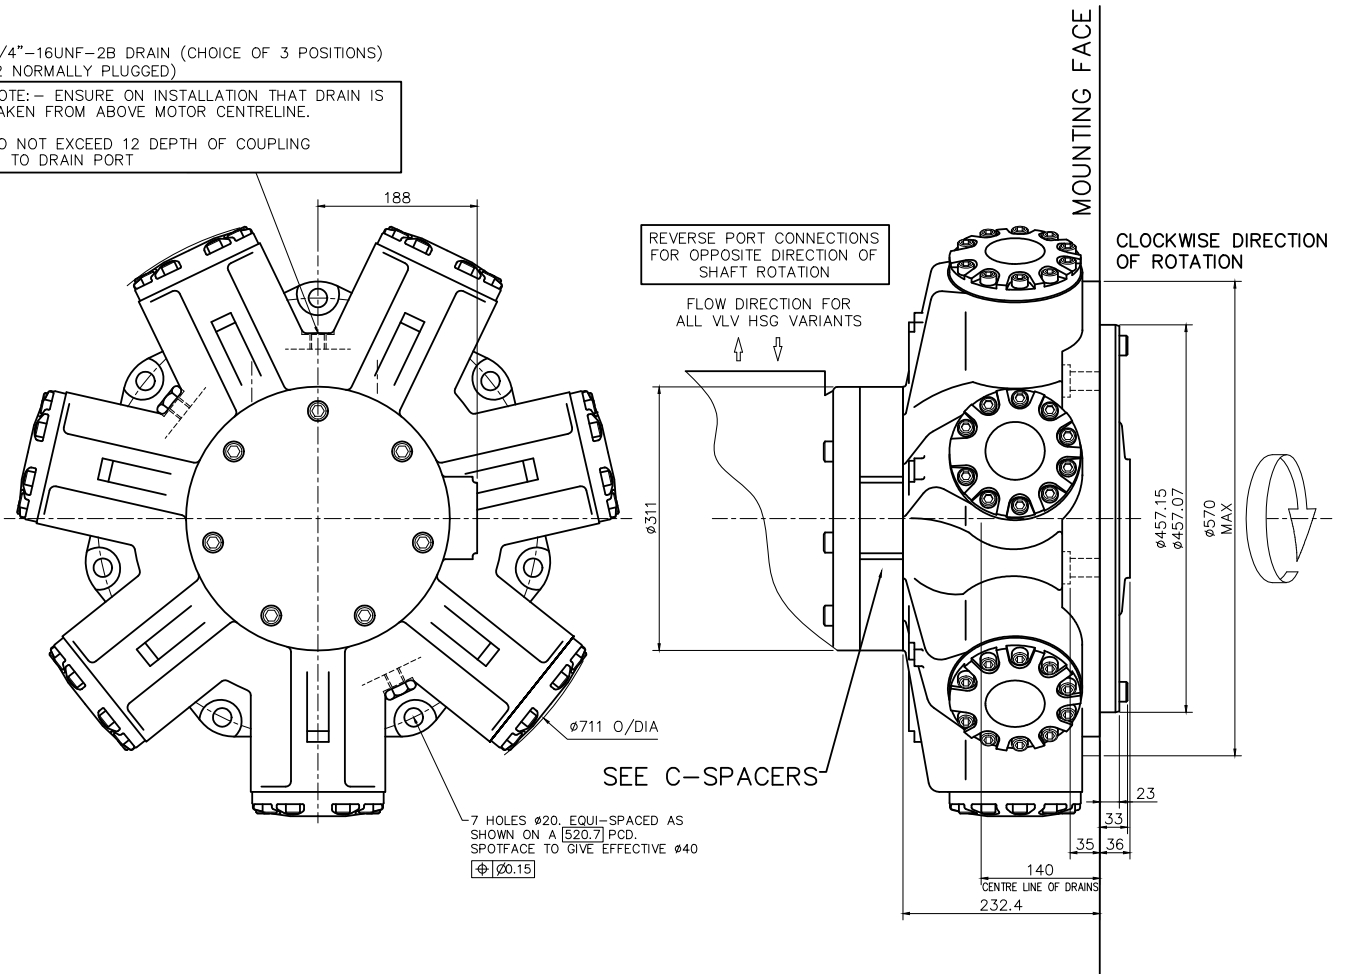 /4"-16UNF-2B DRAIN (CHOICE OF 3 POSITIONS)
2 NORMALLY PLUGGED)
OTE:- ENSURE ON INSTALLATION THAT DRAIN IS
AKEN FROM ABOVE MOTOR CENTRELINE.
O NOT EXCEED 12 DEPTH OF COUPLING
TO DRAIN PORT
188
REVERSE PORT CONNECTIONS
FOR OPPOSITE DIRECTION OF
SHAFT ROTATION
FLOW DIRECTION FOR
ALL VLV HSG VARIANTS
MOUNTING FACE
CLOCKWISE DIRECTION
OF ROTATION
ø311
ø457.15
ø457.07
ø570
MAX
ø711 O/DIA
SEE C-SPACERS
7 HOLES ø20. EQUI-SPACED AS
SHOWN ON A 520.7 PCD.
SPOTFACE TO GIVE EFFECTIVE ø40
⌖ Ø0.15
23
33
35 36
140
CENTRE LINE OF DRAINS
232.4